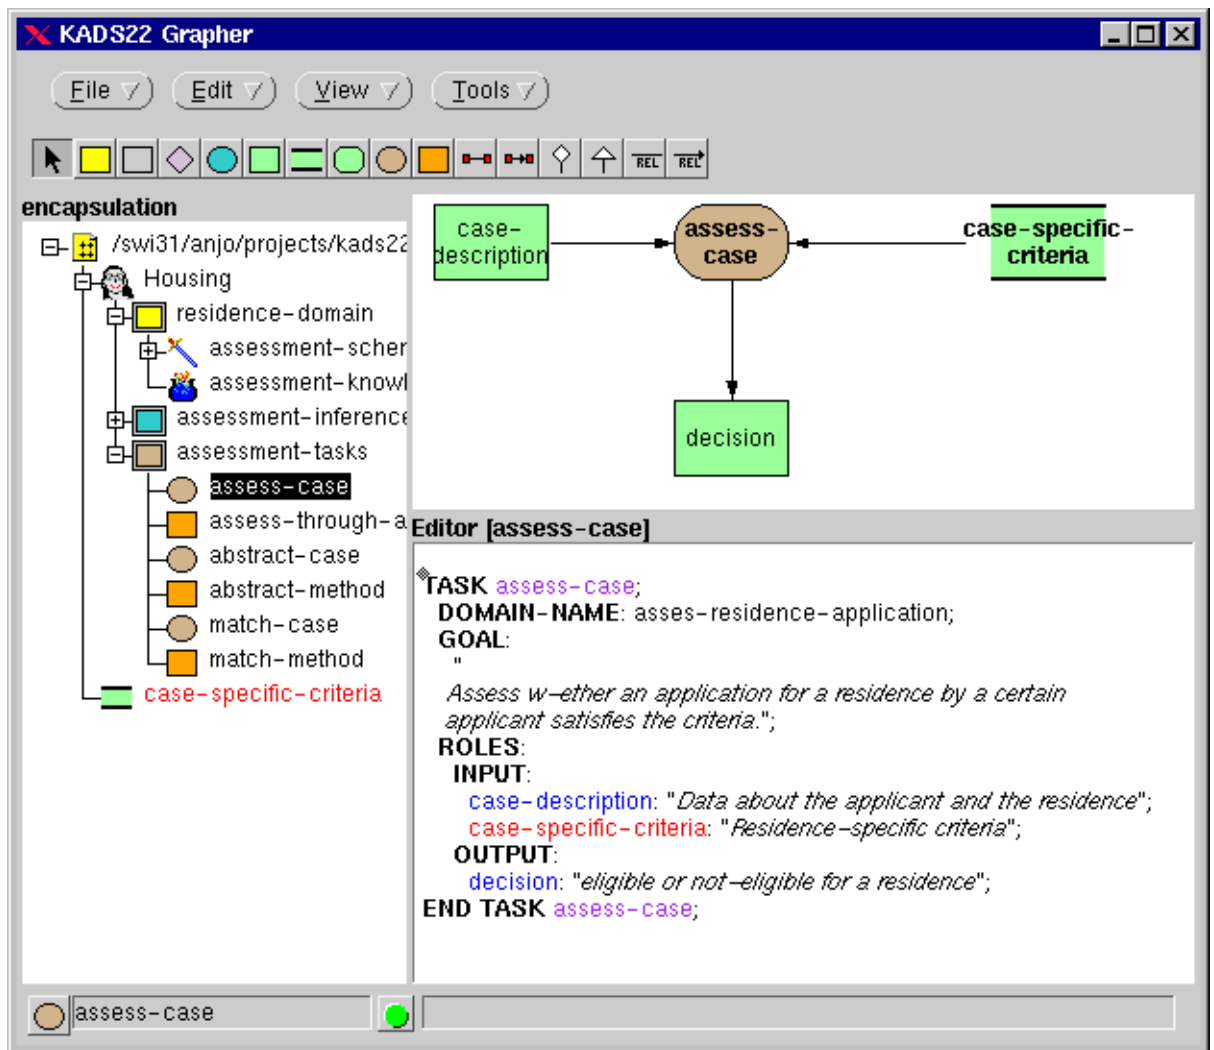 KADS22 Grapher
File Edit View Tools
REL REL
encapsulation
/swi31/anjo/projects/kads22
Housing
residence-domain
assessment-scher
assessment-knowl
assessment-inference
assessment-tasks
assess-case
assess-through-a
abstract-case
abstract-method
match-case
match-method
case-specific-criteria
case-
description
assess-
case
case-specific-
criteria
decision
Editor [assess-case]
TASK assess-case;
DOMAIN-NAME: asses-residence-application;
GOAL:
"
Assess w-ether an application for a residence by a certain
applicant satisfies the criteria.";
ROLES:
INPUT:
case-description: "Data about the applicant and the residence";
case-specific-criteria: "Residence-specific criteria";
OUTPUT:
decision: "eligible or not-eligible for a residence";
END TASK assess-case;
assess-case